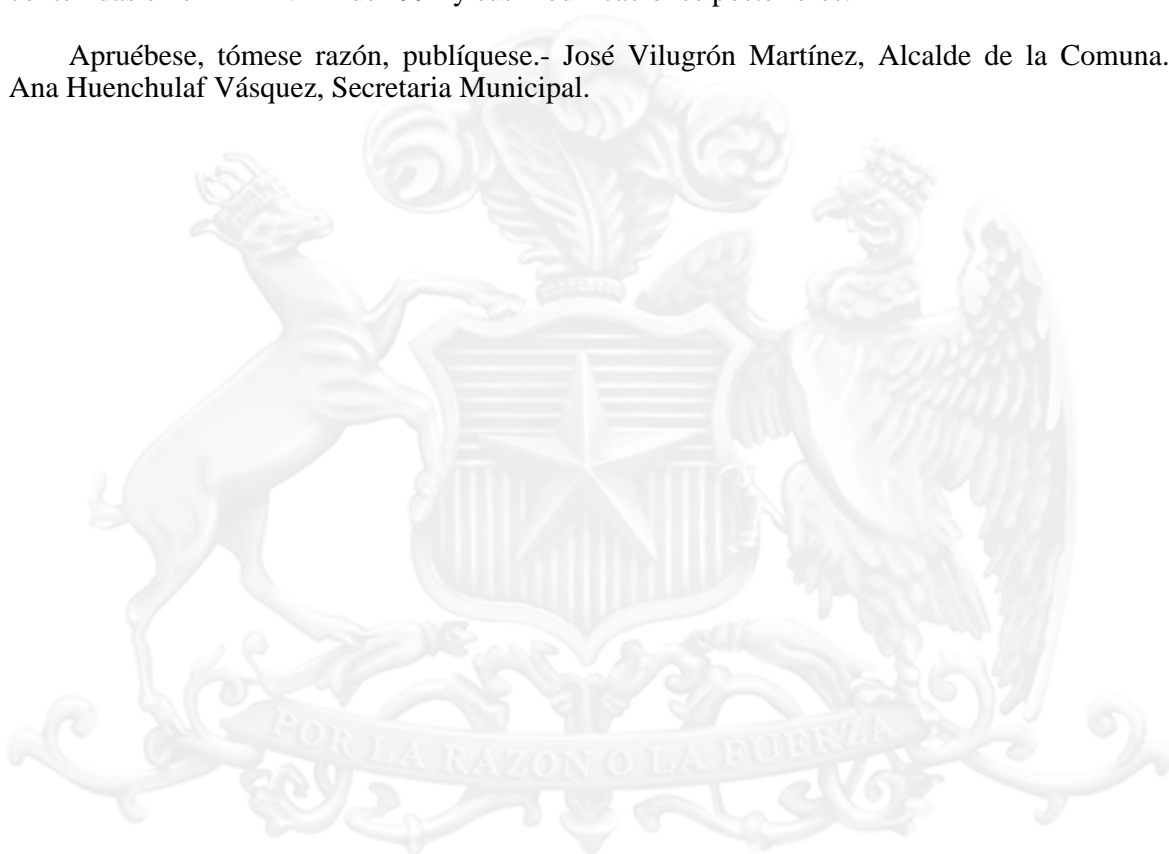 Apruébese, tómese razón, publíquese.- José Vilugrón Martínez, Alcalde de la Comuna.
Ana Huenchulaf Vásquez, Secretaria Municipal.
POR LA RAZON O LA FUERZA